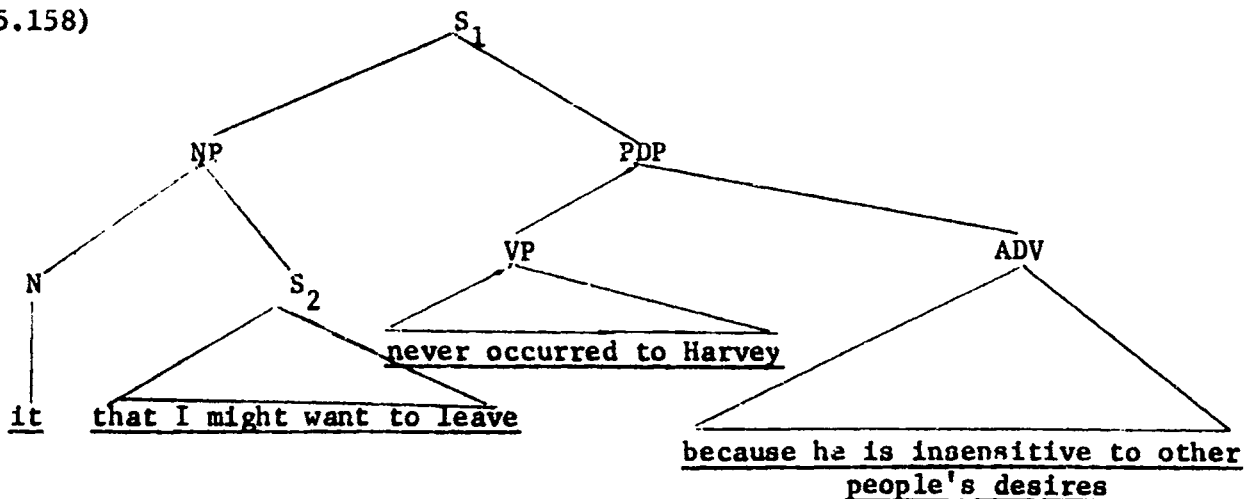 5.158)
S1
NP PDP
VP ADV
N S2
never occurred to Harvey
it that I might want to leave
because he is insensitive to other
people's desires